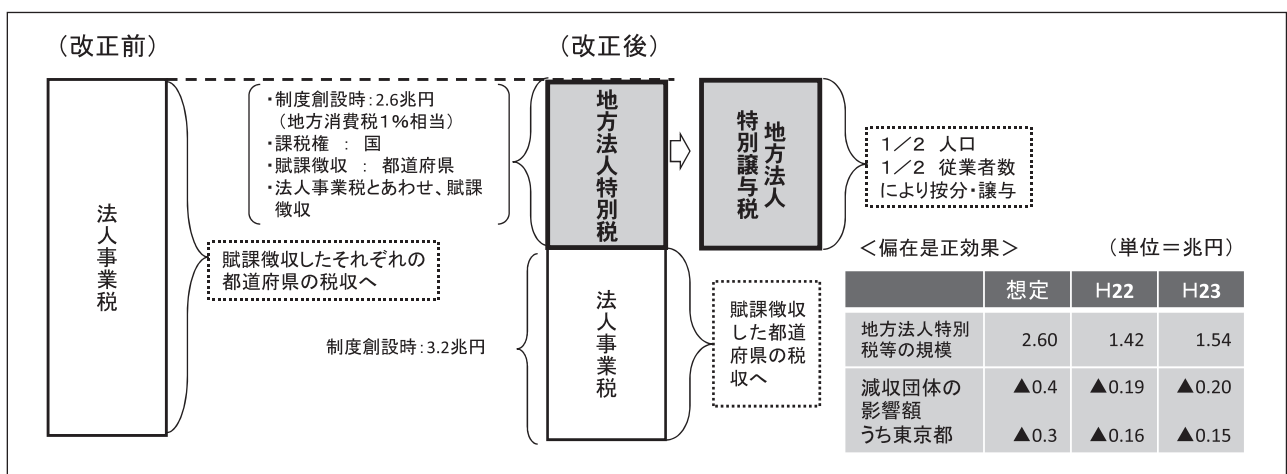 （改正前）
法人事業税
賦課徴収したそれぞれの
都道府県の税収へ
（改正後）
・制度創設時：2.6兆円
（地方消費税１％相当）
・課税権 ： 国
・賦課徴収 ： 都道府県
・法人事業税とあわせ、賦課
徴収
地方法人特別税
地方法人
特別譲与税
１／２ 人口
１／２ 従業者数
により按分・譲与
制度創設時：3.2兆円
法人事業税
賦課徴収
した都道
府県の税
収へ
＜偏在是正効果＞ （単位＝兆円）
想定 H22 H23
地方法人特別
税等の規模 2.60 1.42 1.54
減収団体の
影響額 ▲0.4 ▲0.19 ▲0.20
うち東京都 ▲0.3 ▲0.16 ▲0.15